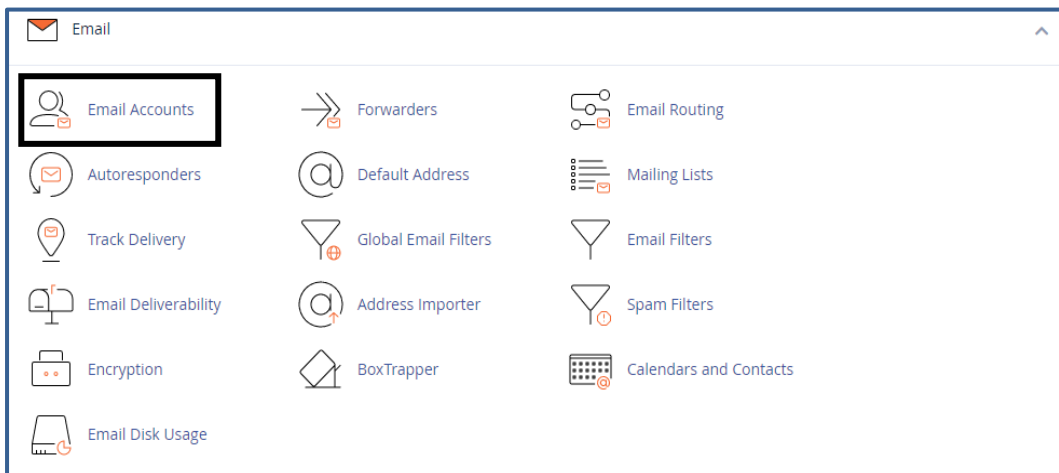 Email
Email Accounts
Forwarders
Email Routing
Autoresponders
Default Address
Mailing Lists
Track Delivery
Global Email Filters
Email Filters
Email Deliverability
Address Importer
Spam Filters
Encryption
BoxTrapper
Calendars and Contacts
Email Disk Usage